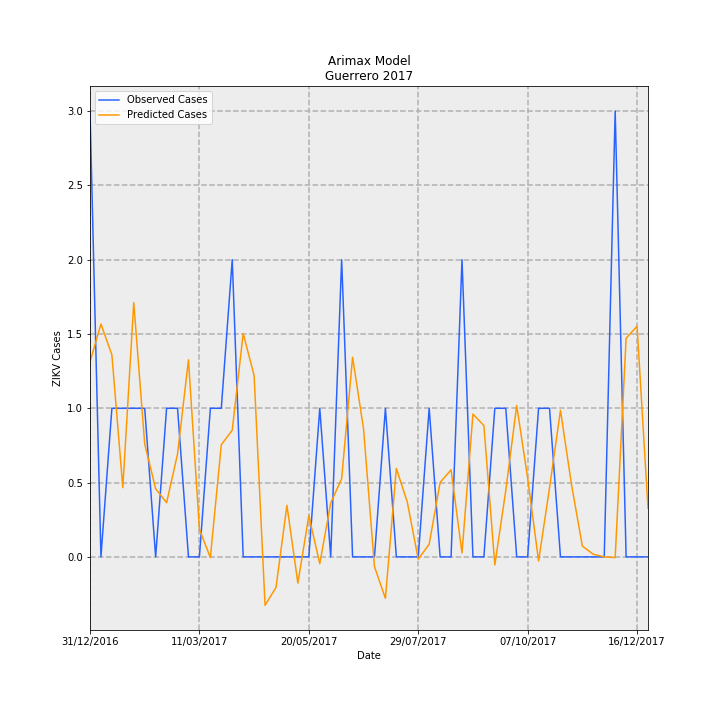 Arimax Model
Guerrero 2017
Observed Cases
Predicted Cases
3.0
2.5
2.0
1.5
1.0
0.5
0.0
ZIKV Cases
31/12/2016
11/03/2017
20/05/2017
29/07/2017
07/10/2017
16/12/2017
Date